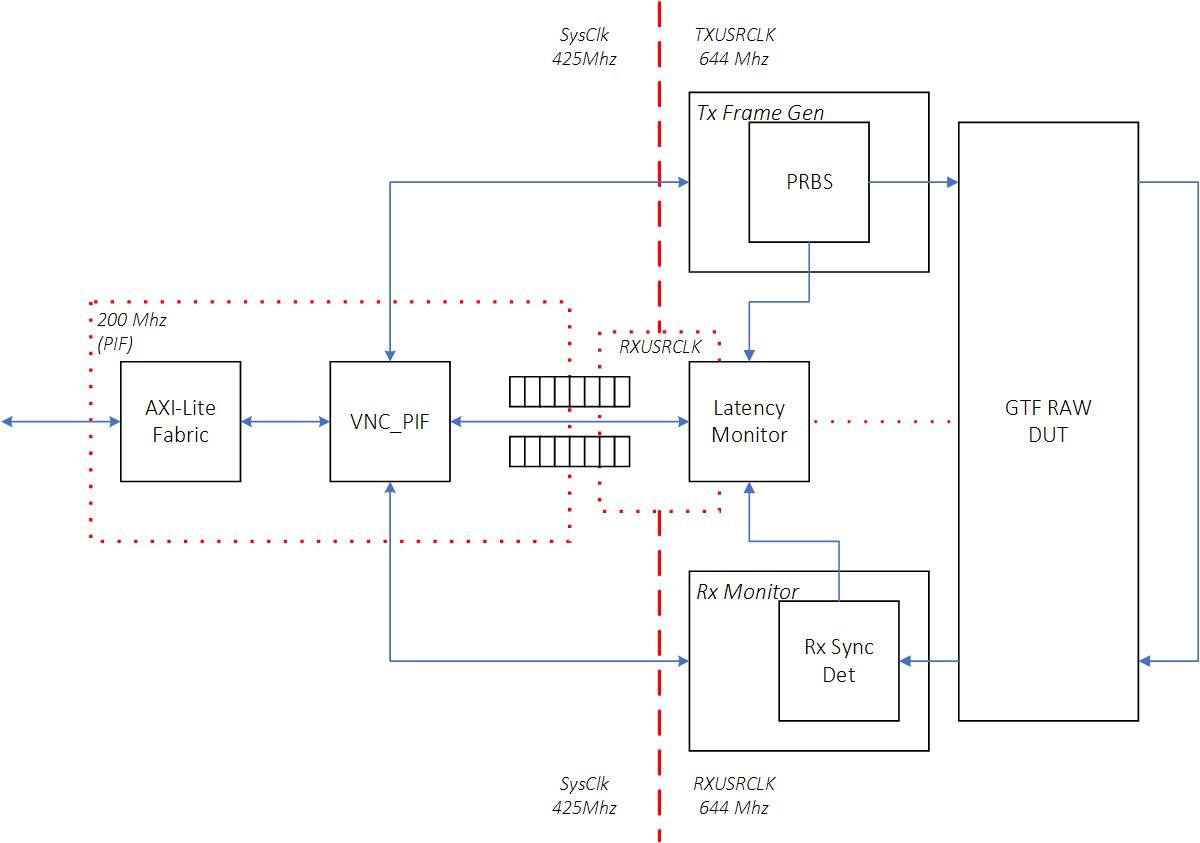 SysClk
425Mhz
TXUSRCLK
644 Mhz
Tx Frame Gen
PRBS
200 Mhz
(PIF)
RXUSRCLK
AXI-Lite
Fabric
VNC_PIF
Latency
Monitor
GTF RAW
DUT
Rx Monitor
Rx Sync
Det
SysClk
425Mhz
RXUSRCLK
644 Mhz